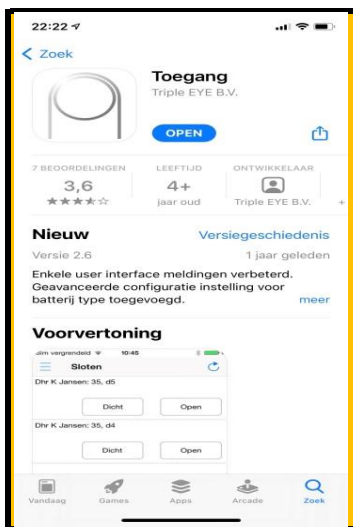 22:22
Zoek
Toegang
Triple EYE B.V.
OPEN
7 BEOORDELINGEN
LEEFTIJD
ONTWIKKELAAR
3,6
4+
jaar oud
Triple EYE B.V.
+
Nieuw
Versiegeschiedenis
Versie 2.6
1 jaar geleden
Enkele user interface meldingen verbeterd.
Geavanceerde configuratie instelling voor
batterij type toegevoegd.
meer
Voorvertoning
Sim vergrendeld
10:45
Sloten
Dhr K Jansen: 35, d5
Dicht
Open
Dhr K Jansen: 35, d4
Dicht
Open
Vandaag
Games
Apps
Arcade
Zoek